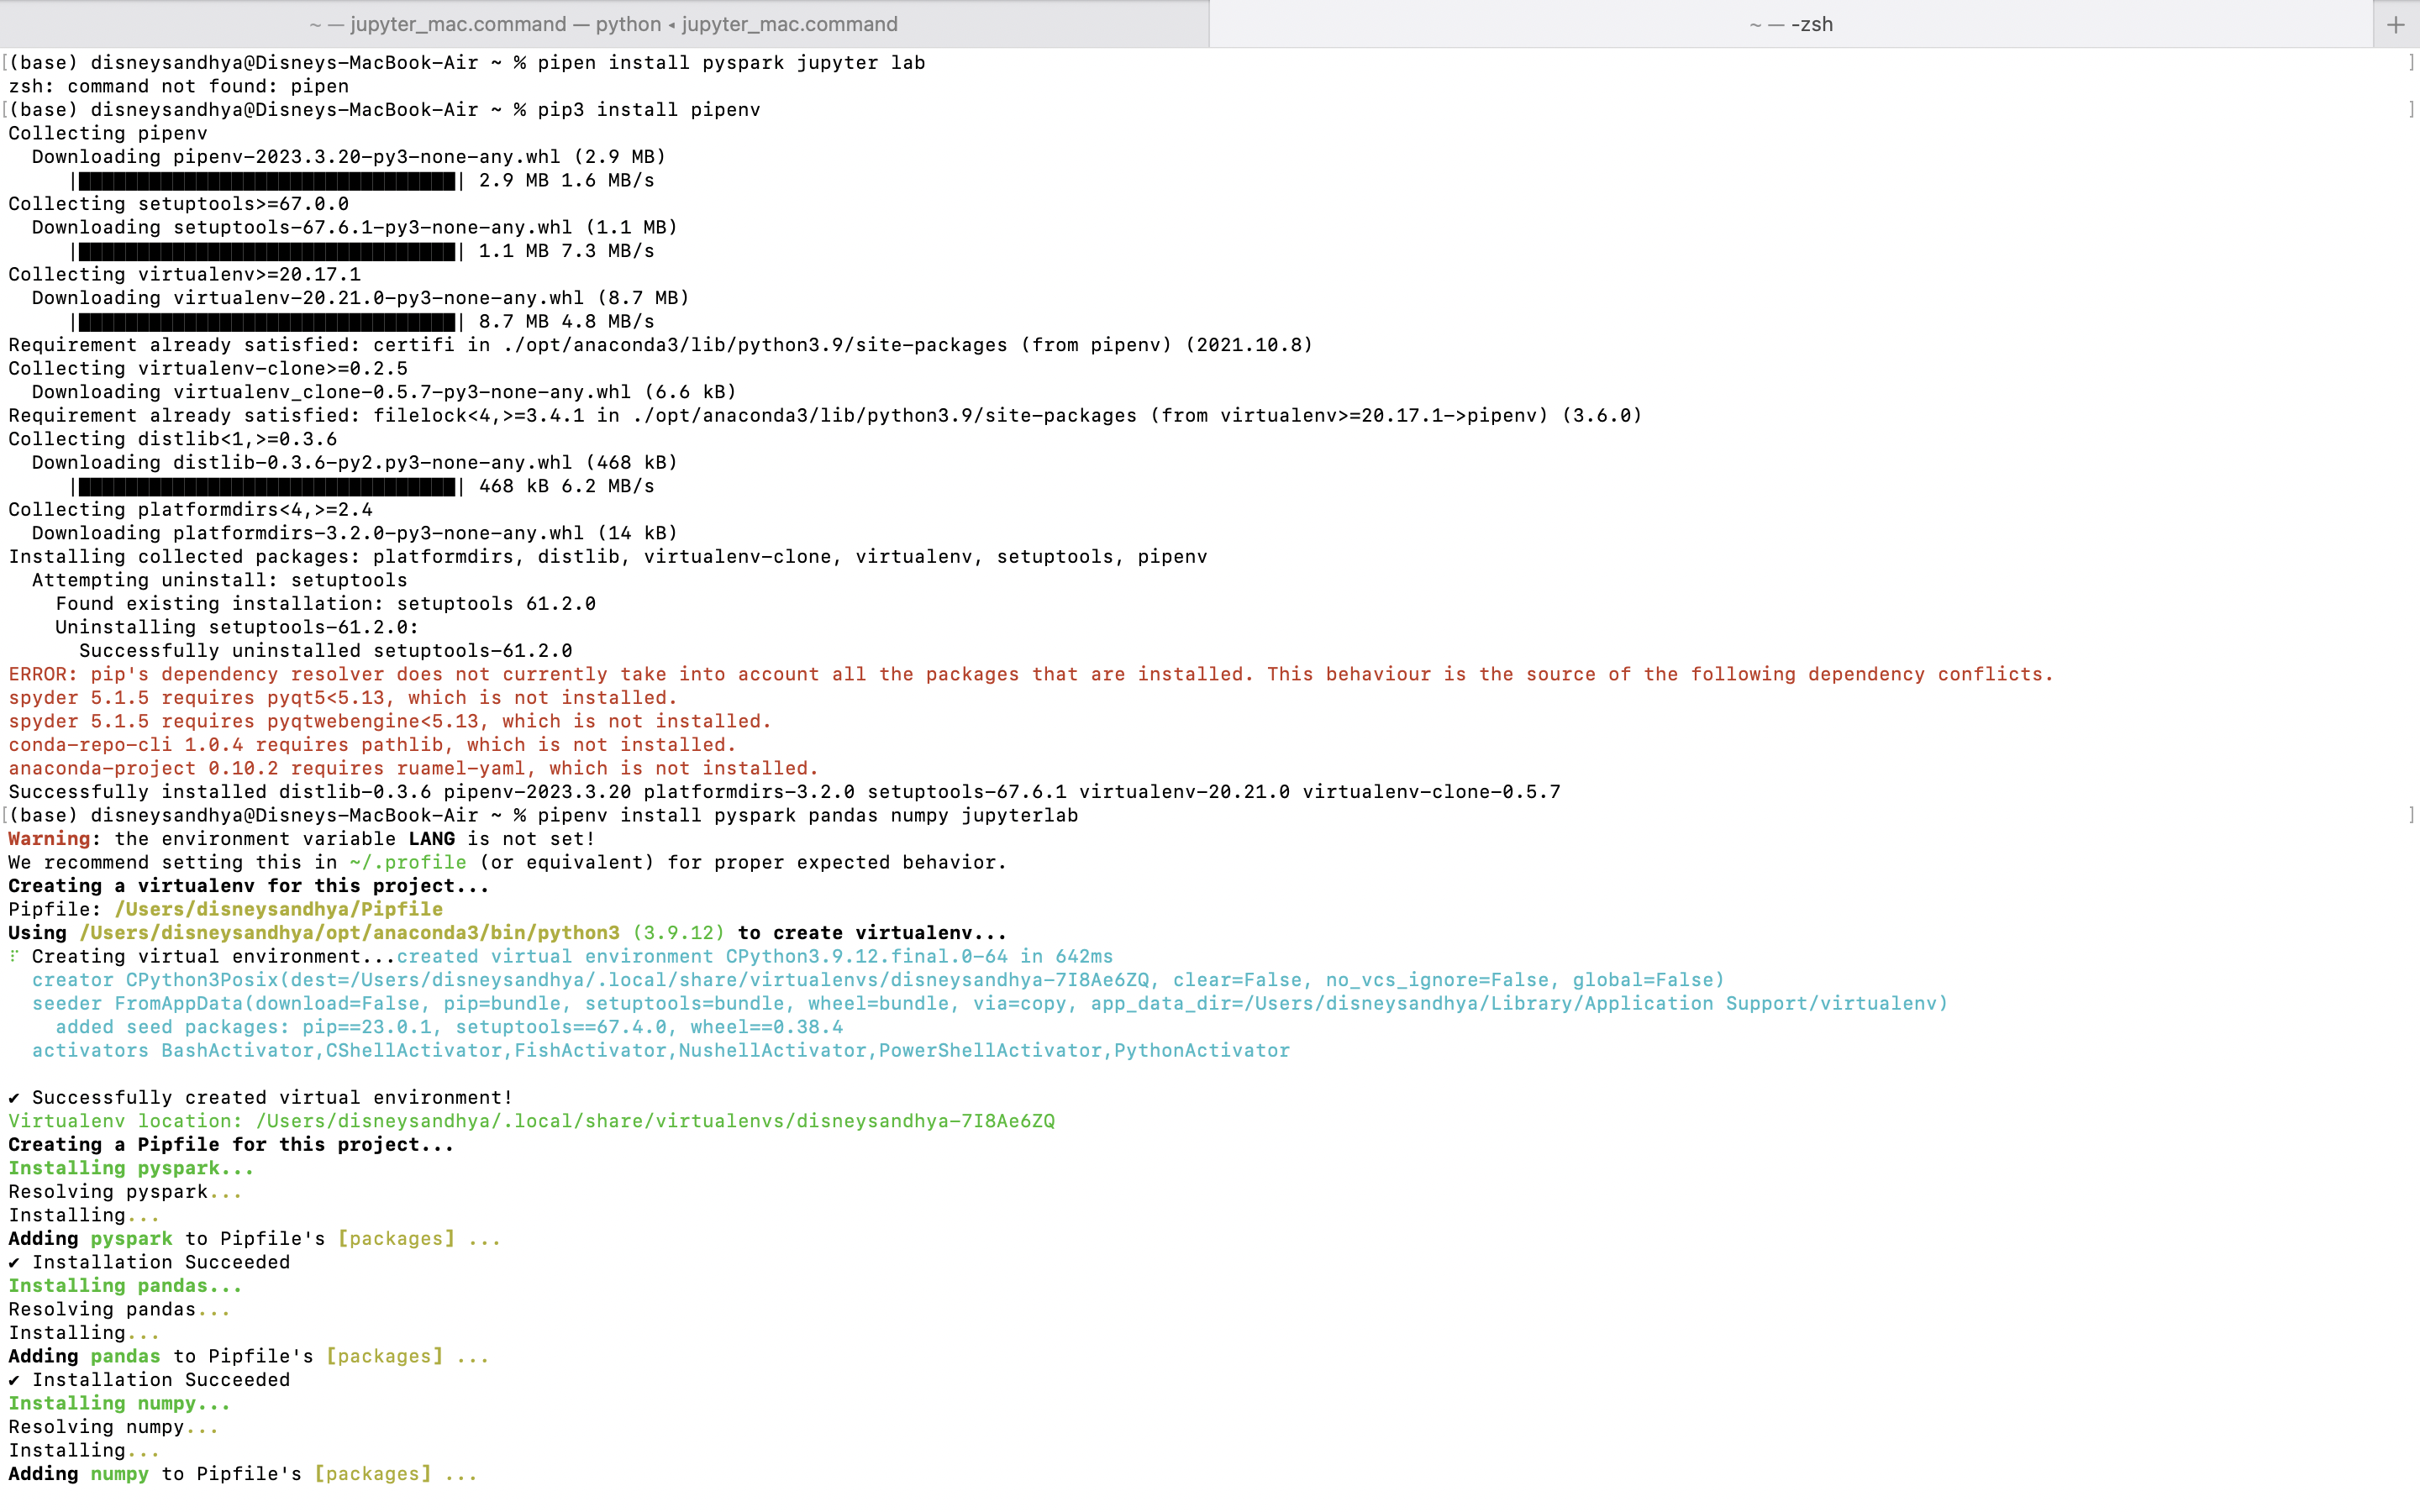 ~ — jupyter_mac.command — python ◂ jupyter_mac.command
~ — -zsh
+
[(base) disneysandhya@Disneys-MacBook-Air ~ % pipen install pyspark jupyter lab ]
zsh: command not found: pipen
[(base) disneysandhya@Disneys-MacBook-Air ~ % pip3 install pipenv ]
Collecting pipenv
  Downloading pipenv-2023.3.20-py3-none-any.whl (2.9 MB)
     |████████████████████████████████| 2.9 MB 1.6 MB/s
Collecting setuptools>=67.0.0
  Downloading setuptools-67.6.1-py3-none-any.whl (1.1 MB)
     |████████████████████████████████| 1.1 MB 7.3 MB/s
Collecting virtualenv>=20.17.1
  Downloading virtualenv-20.21.0-py3-none-any.whl (8.7 MB)
     |████████████████████████████████| 8.7 MB 4.8 MB/s
Requirement already satisfied: certifi in ./opt/anaconda3/lib/python3.9/site-packages (from pipenv) (2021.10.8)
Collecting virtualenv-clone>=0.2.5
  Downloading virtualenv_clone-0.5.7-py3-none-any.whl (6.6 kB)
Requirement already satisfied: filelock<4,>=3.4.1 in ./opt/anaconda3/lib/python3.9/site-packages (from virtualenv>=20.17.1->pipenv) (3.6.0)
Collecting distlib<1,>=0.3.6
  Downloading distlib-0.3.6-py2.py3-none-any.whl (468 kB)
     |████████████████████████████████| 468 kB 6.2 MB/s
Collecting platformdirs<4,>=2.4
  Downloading platformdirs-3.2.0-py3-none-any.whl (14 kB)
Installing collected packages: platformdirs, distlib, virtualenv-clone, virtualenv, setuptools, pipenv
  Attempting uninstall: setuptools
    Found existing installation: setuptools 61.2.0
    Uninstalling setuptools-61.2.0:
      Successfully uninstalled setuptools-61.2.0
ERROR: pip's dependency resolver does not currently take into account all the packages that are installed. This behaviour is the source of the following dependency conflicts.
spyder 5.1.5 requires pyqt5<5.13, which is not installed.
spyder 5.1.5 requires pyqtwebengine<5.13, which is not installed.
conda-repo-cli 1.0.4 requires pathlib, which is not installed.
anaconda-project 0.10.2 requires ruamel-yaml, which is not installed.
Successfully installed distlib-0.3.6 pipenv-2023.3.20 platformdirs-3.2.0 setuptools-67.6.1 virtualenv-20.21.0 virtualenv-clone-0.5.7
[(base) disneysandhya@Disneys-MacBook-Air ~ % pipenv install pyspark pandas numpy jupyterlab ]
Warning: the environment variable LANG is not set!
We recommend setting this in ~/.profile (or equivalent) for proper expected behavior.
Creating a virtualenv for this project...
Pipfile: /Users/disneysandhya/Pipfile
Using /Users/disneysandhya/opt/anaconda3/bin/python3 (3.9.12) to create virtualenv...
⠏ Creating virtual environment...created virtual environment CPython3.9.12.final.0-64 in 642ms
  creator CPython3Posix(dest=/Users/disneysandhya/.local/share/virtualenvs/disneysandhya-7I8Ae6ZQ, clear=False, no_vcs_ignore=False, global=False)
  seeder FromAppData(download=False, pip=bundle, setuptools=bundle, wheel=bundle, via=copy, app_data_dir=/Users/disneysandhya/Library/Application Support/virtualenv)
    added seed packages: pip==23.0.1, setuptools==67.4.0, wheel==0.38.4
  activators BashActivator,CShellActivator,FishActivator,NushellActivator,PowerShellActivator,PythonActivator
✔ Successfully created virtual environment!
Virtualenv location: /Users/disneysandhya/.local/share/virtualenvs/disneysandhya-7I8Ae6ZQ
Creating a Pipfile for this project...
Installing pyspark...
Resolving pyspark...
Installing...
Adding pyspark to Pipfile's [packages] ...
✔ Installation Succeeded
Installing pandas...
Resolving pandas...
Installing...
Adding pandas to Pipfile's [packages] ...
✔ Installation Succeeded
Installing numpy...
Resolving numpy...
Installing...
Adding numpy to Pipfile's [packages] ...